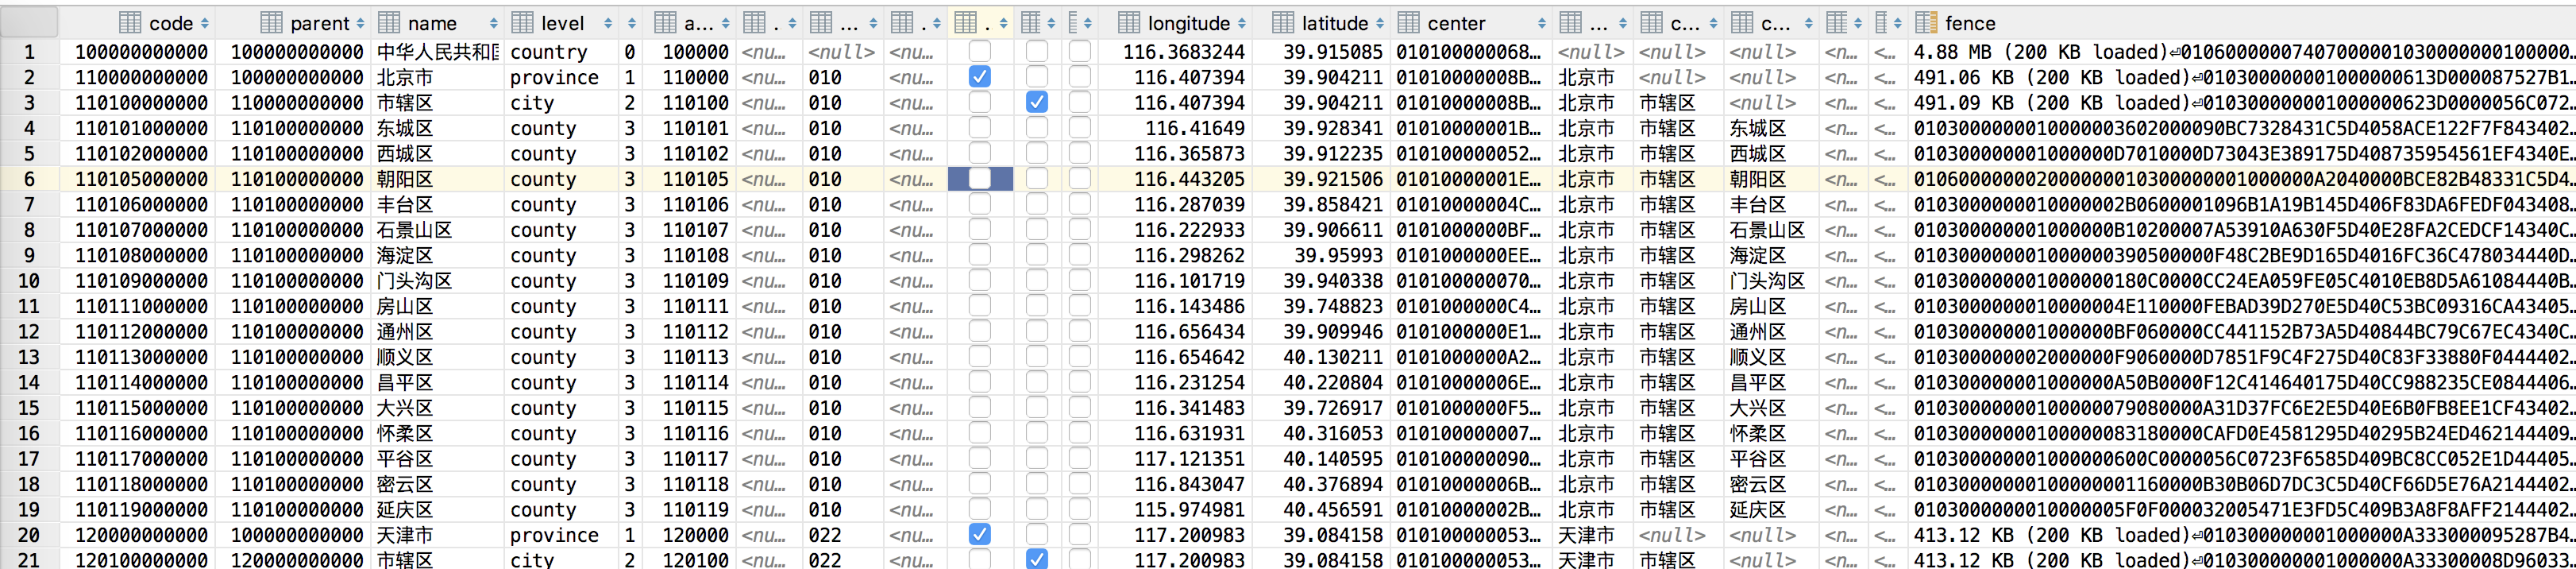 code parent name level a... . ... . . longitude latitude center ... c... c... fence
1 100000000000 100000000000 中华人民共和国 country 0 100000 <nu... <null> <nu... 116.3683244 39.915085 010100000068... <null> <null> <null> <n... <... 4.88 MB (200 KB loaded)⏎01060000007407000001030000000100000...
2 110000000000 100000000000 北京市 province 1 110000 <nu... 010 <nu... 116.407394 39.904211 01010000008B... 北京市 <null> <null> <n... <... 491.06 KB (200 KB loaded)⏎0103000000001000000613D000087527B1...
3 110100000000 110000000000 市辖区 city 2 110100 <nu... 010 <nu... 116.407394 39.904211 01010000008B... 北京市 市辖区 <null> <n... <... 491.09 KB (200 KB loaded)⏎010300000001000000623D0000056C072...
4 110101000000 110100000000 东城区 county 3 110101 <nu... 010 <nu... 116.41649 39.928341 01010000001B... 北京市 市辖区 东城区 <n... <... 0103000000010000003602000090BC7328431C5D4058ACE122F7F843402...
5 110102000000 110100000000 西城区 county 3 110102 <nu... 010 <nu... 116.365873 39.912235 010100000052... 北京市 市辖区 西城区 <n... <... 010300000001000000D7010000D73043E389175D408735954561EF4340E...
6 110105000000 110100000000 朝阳区 county 3 110105 <nu... 010 <nu... 116.443205 39.921506 01010000001E... 北京市 市辖区 朝阳区 <n... <... 010600000002000000010300000001000000A2040000BCE82B48331C5D4...
7 110106000000 110100000000 丰台区 county 3 110106 <nu... 010 <nu... 116.287039 39.858421 01010000004C... 北京市 市辖区 丰台区 <n... <... 0103000000010000002B0600001096B1A19B145D406F83DA6FEDF043408...
8 110107000000 110100000000 石景山区 county 3 110107 <nu... 010 <nu... 116.222933 39.906611 0101000000BF... 北京市 市辖区 石景山区 <n... <... 010300000001000000B10200007A53910A630F5D40E28FA2CEDCF14340C...
9 110108000000 110100000000 海淀区 county 3 110108 <nu... 010 <nu... 116.298262 39.95993 0101000000EE... 北京市 市辖区 海淀区 <n... <... 010300000001000000390500000F48C2BE9D165D4016FC36C478034440D...
10 110109000000 110100000000 门头沟区 county 3 110109 <nu... 010 <nu... 116.101719 39.940338 010100000070... 北京市 市辖区 门头沟区 <n... <... 010300000001000000180C0000CC24EA059FE05C4010EB8D5A61084440B...
11 110111000000 110100000000 房山区 county 3 110111 <nu... 010 <nu... 116.143486 39.748823 0101000000C4... 北京市 市辖区 房山区 <n... <... 0103000000010000004E110000FEBAD39D270E5D40C53BC09316CA43405...
12 110112000000 110100000000 通州区 county 3 110112 <nu... 010 <nu... 116.656434 39.909946 0101000000E1... 北京市 市辖区 通州区 <n... <... 010300000001000000BF060000CC441152B73A5D40844BC79C67EC4340C...
13 110113000000 110100000000 顺义区 county 3 110113 <nu... 010 <nu... 116.654642 40.130211 0101000000A2... 北京市 市辖区 顺义区 <n... <... 010300000002000000F9060000D7851F9C4F275D40C83F33880F0444402...
14 110114000000 110100000000 昌平区 county 3 110114 <nu... 010 <nu... 116.231254 40.220804 01010000006E... 北京市 市辖区 昌平区 <n... <... 010300000001000000A50B0000F12C414640175D40CC988235CE0844406...
15 110115000000 110100000000 大兴区 county 3 110115 <nu... 010 <nu... 116.341483 39.726917 0101000000F5... 北京市 市辖区 大兴区 <n... <... 01030000000100000079080000A31D37FC6E2E5D40E6B0FB8EE1CF43402...
16 110116000000 110100000000 怀柔区 county 3 110116 <nu... 010 <nu... 116.631931 40.316053 010100000007... 北京市 市辖区 怀柔区 <n... <... 01030000000100000083180000CAFD0E4581295D40295B24ED462144409...
17 110117000000 110100000000 平谷区 county 3 110117 <nu... 010 <nu... 117.121351 40.140595 010100000090... 北京市 市辖区 平谷区 <n... <... 010300000001000000600C0000056C0723F6585D409BC8CC052E1D44405...
18 110118000000 110100000000 密云区 county 3 110118 <nu... 010 <nu... 116.843047 40.376894 01010000006B... 北京市 市辖区 密云区 <n... <... 01030000000100000001160000B30B06D7DC3C5D40CF66D5E76A2144402...
19 110119000000 110100000000 延庆区 county 3 110119 <nu... 010 <nu... 115.974981 40.456591 01010000002B... 北京市 市辖区 延庆区 <n... <... 0103000000010000005F0F000032005471E3FD5C409B3A8F8AFF2144402...
20 120000000000 100000000000 天津市 province 1 120000 <nu... 022 <nu... 117.200983 39.084158 010100000053... 天津市 <null> <null> <n... <... 413.12 KB (200 KB loaded)⏎010300000001000000A333000095287B4...
21 120100000000 120000000000 市辖区 city 2 120100 <nu... 022 <nu... 117.200983 39.084158 010100000053... 天津市 市辖区 <null> <n... <... 413.12 KB (200 KB loaded)⏎010300000001000000A33300008D96033...